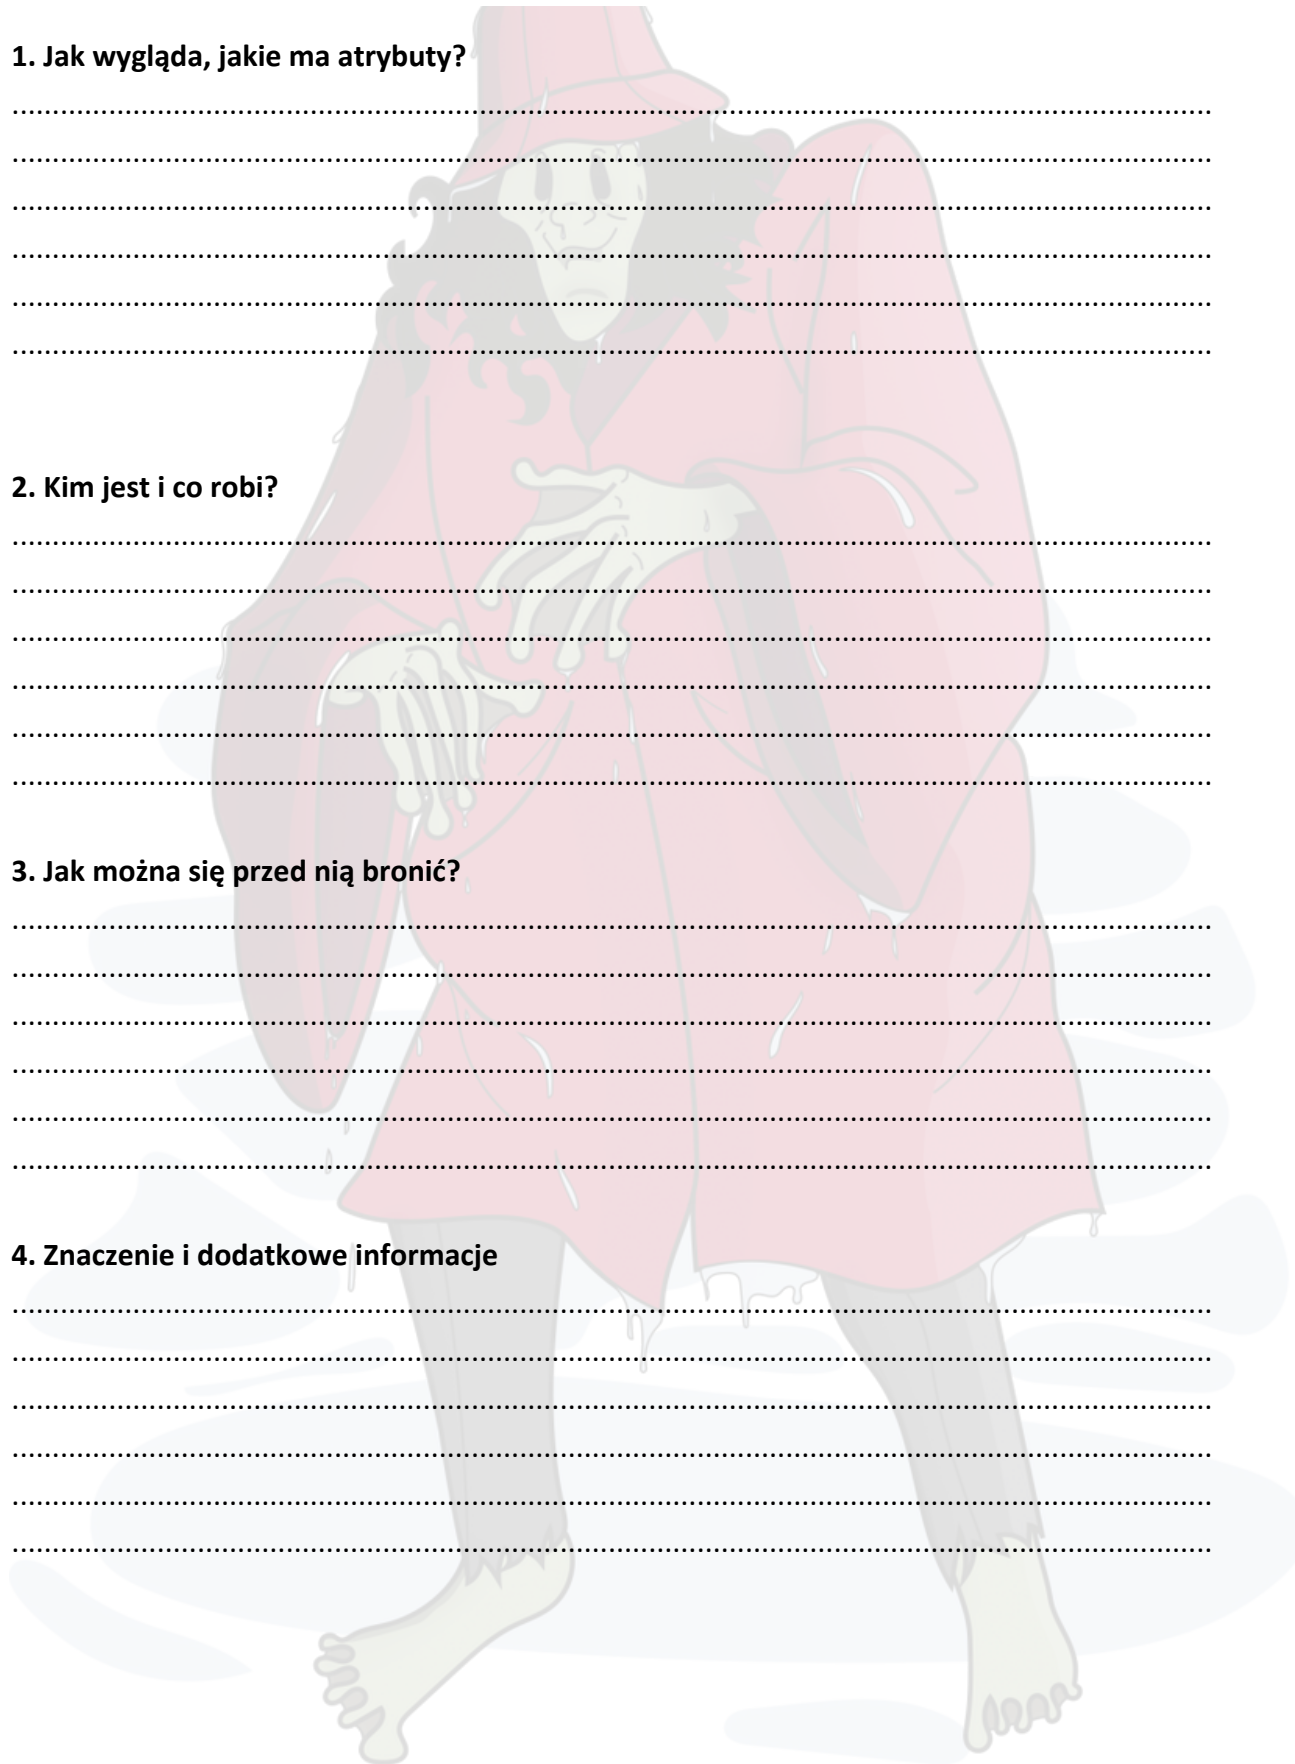 1. Jak wygląda, jakie ma atrybuty?
2. Kim jest i co robi?
3. Jak można się przed nią bronić?
4. Znaczenie i dodatkowe informacje